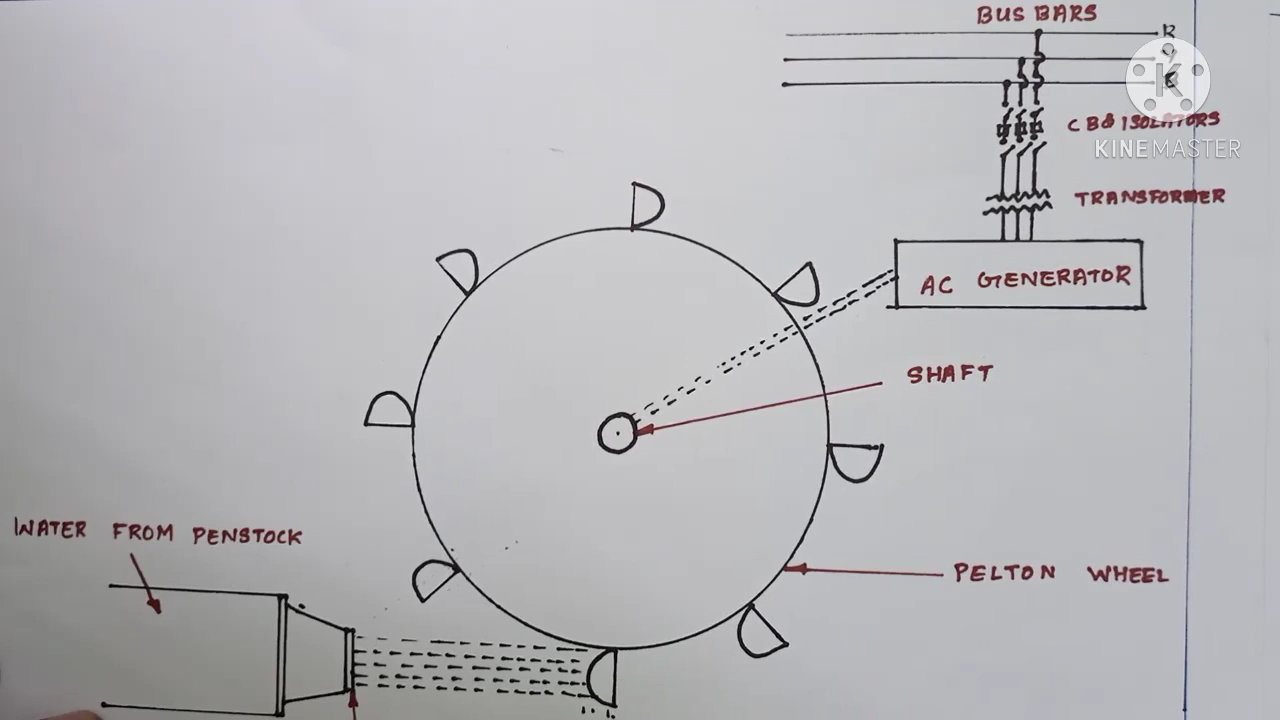 BUS BARS
R
K
CB & ISOLATORS
KINEMASTER
TRANSFORMER
AC GENERATOR
SHAFT
WATER FROM PENSTOCK
PELTON WHEEL